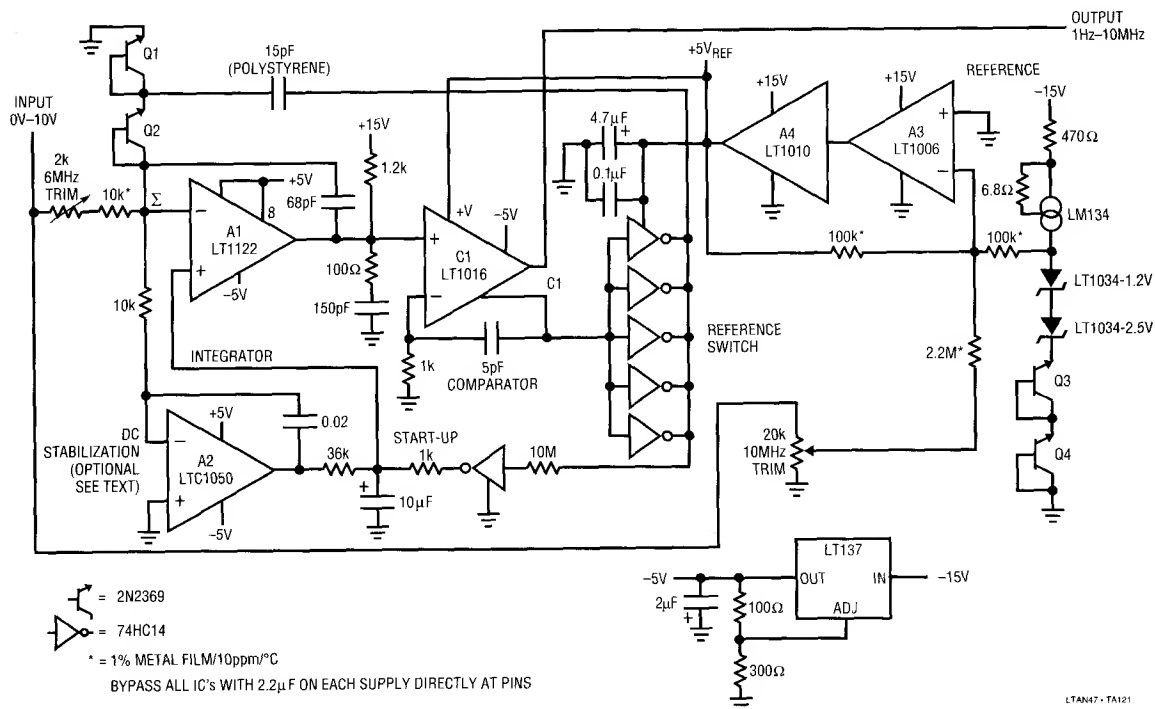 OUTPUT
1Hz–10MHz
Q1
15pF
(POLYSTYRENE)
+5VREF
REFERENCE
INPUT
0V–10V
Q2
+15V
4.7µF
+
+15V
A4
LT1010
+15V
A3
LT1006
+
–
–15V
470Ω
2k
6MHz
TRIM
10k*
Σ
1.2k
0.1µF
6.8Ω
LM134
–
+5V
8
68pF
A1
LT1122
+
–5V
+V
–5V
+
C1
LT1016
–
C1
100k*
100k*
100Ω
150pF
LT1034-1.2V
10k
INTEGRATOR
1k
5pF
COMPARATOR
REFERENCE
SWITCH
LT1034-2.5V
2.2M*
Q3
DC
STABILIZATION
(OPTIONAL
SEE TEXT)
–
+5V
A2
LTC1050
+
–5V
0.02
36k
START-UP
1k
10M
+
10µF
20k
10MHz
TRIM
Q4
LT137
–5V
OUT
IN
–15V
ADJ
2µF
+
100Ω
300Ω
= 2N2369
= 74HC14
* = 1% METAL FILM/10ppm/°C
BYPASS ALL IC's WITH 2.2µF ON EACH SUPPLY DIRECTLY AT PINS
LTAN47 • TA121